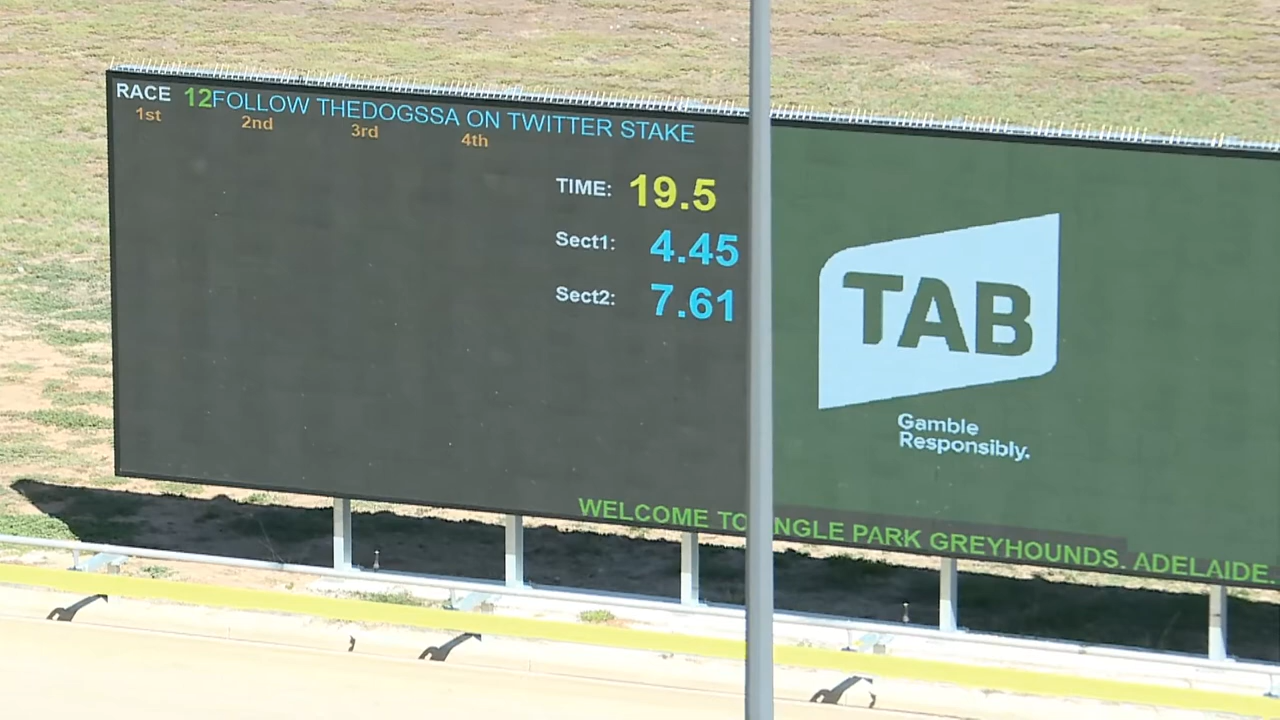 RACE 12FOLLOW THEDOGSSA ON TWITTER STAKE
1st 2nd 3rd 4th
TIME: 19.5
Sect1: 4.45
Sect2: 7.61
TAB
Gamble
Responsibly.
WELCOME TO NGLE PARK GREYHOUNDS. ADELAIDE.